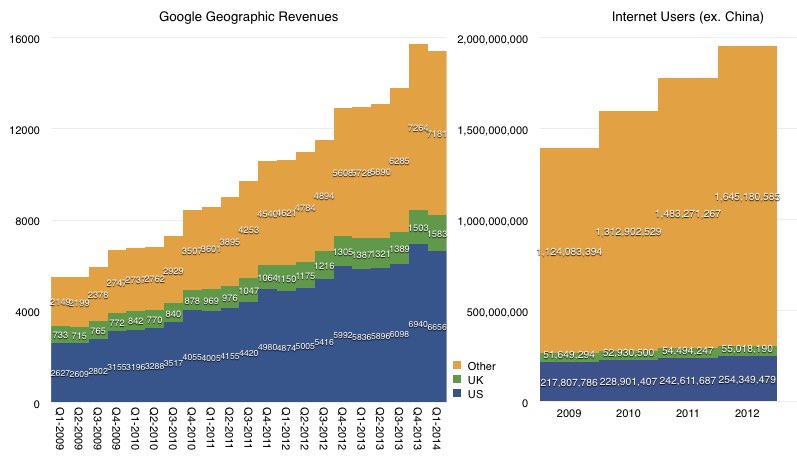 Google Geographic Revenues
16000
12000
8000
4000
0
2149 2199 2378 2747 2737 2762 2929 3507 3601 3895 4253 4540 4621 4784 4894 5608 5728 5890 6285 7264 7181
733 715 765 772 842 770 840 878 969 976 1047 1064 1150 1175 1216 1305 1387 1321 1389 1503 1583
2627 2609 2802 3155 3196 3288 3517 4055 4005 4155 4420 4980 4874 5005 5416 5992 5836 5896 6098 6940 6656
Q1-2009
Q2-2009
Q3-2009
Q4-2009
Q1-2010
Q2-2010
Q3-2010
Q4-2010
Q1-2011
Q2-2011
Q3-2011
Q4-2011
Q1-2012
Q2-2012
Q3-2012
Q4-2012
Q1-2013
Q2-2013
Q3-2013
Q4-2013
Q1-2014
Other
UK
US
Internet Users (ex. China)
2,000,000,000
1,500,000,000
1,000,000,000
500,000,000
0
1,124,083,394 1,312,902,529 1,483,271,267 1,645,180,585
51,649,294 52,930,500 54,494,247 55,018,190
217,807,786 228,901,407 242,611,687 254,349,479
2009 2010 2011 2012